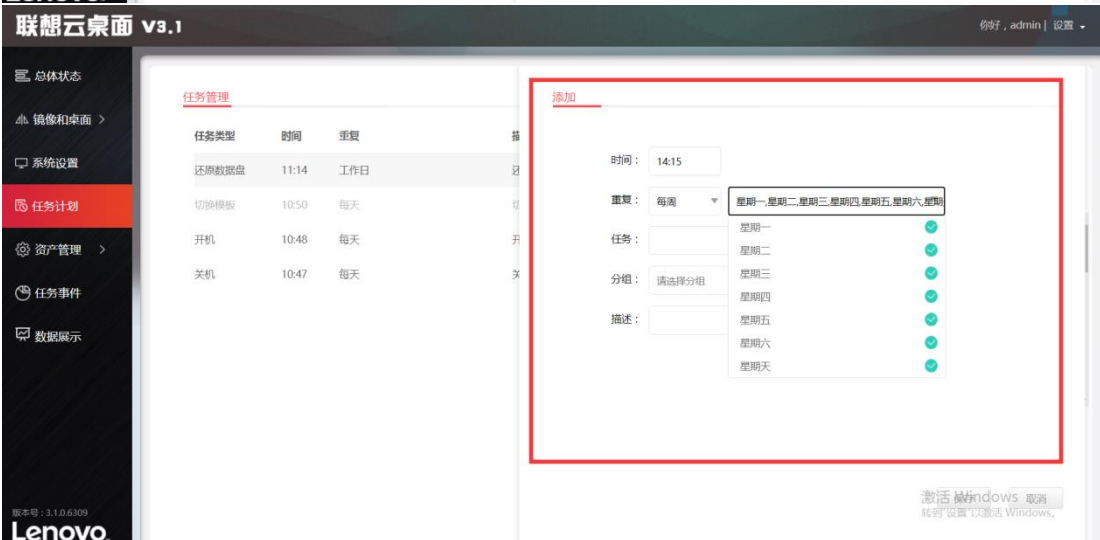 联想云桌面 V3.1
你好，admin | 设置
总体状态
镜像和桌面
系统设置
任务计划
资产管理
任务事件
数据展示
版本号：3.1.0.6309
Lenovo
任务管理
任务类型 时间 重复
还原数据盘 11:14 工作日
切换模板 10:50 每天
开机 10:48 每天
关机 10:47 每天
添加
时间： 14:15
重复： 每周 星期一,星期二,星期三,星期四,星期五,星期六,星期
星期一
星期二
星期三
星期四
星期五
星期六
星期天
任务：
分组： 请选择分组
描述：
激活 Windows
取消
转到"设置"以激活 Windows。